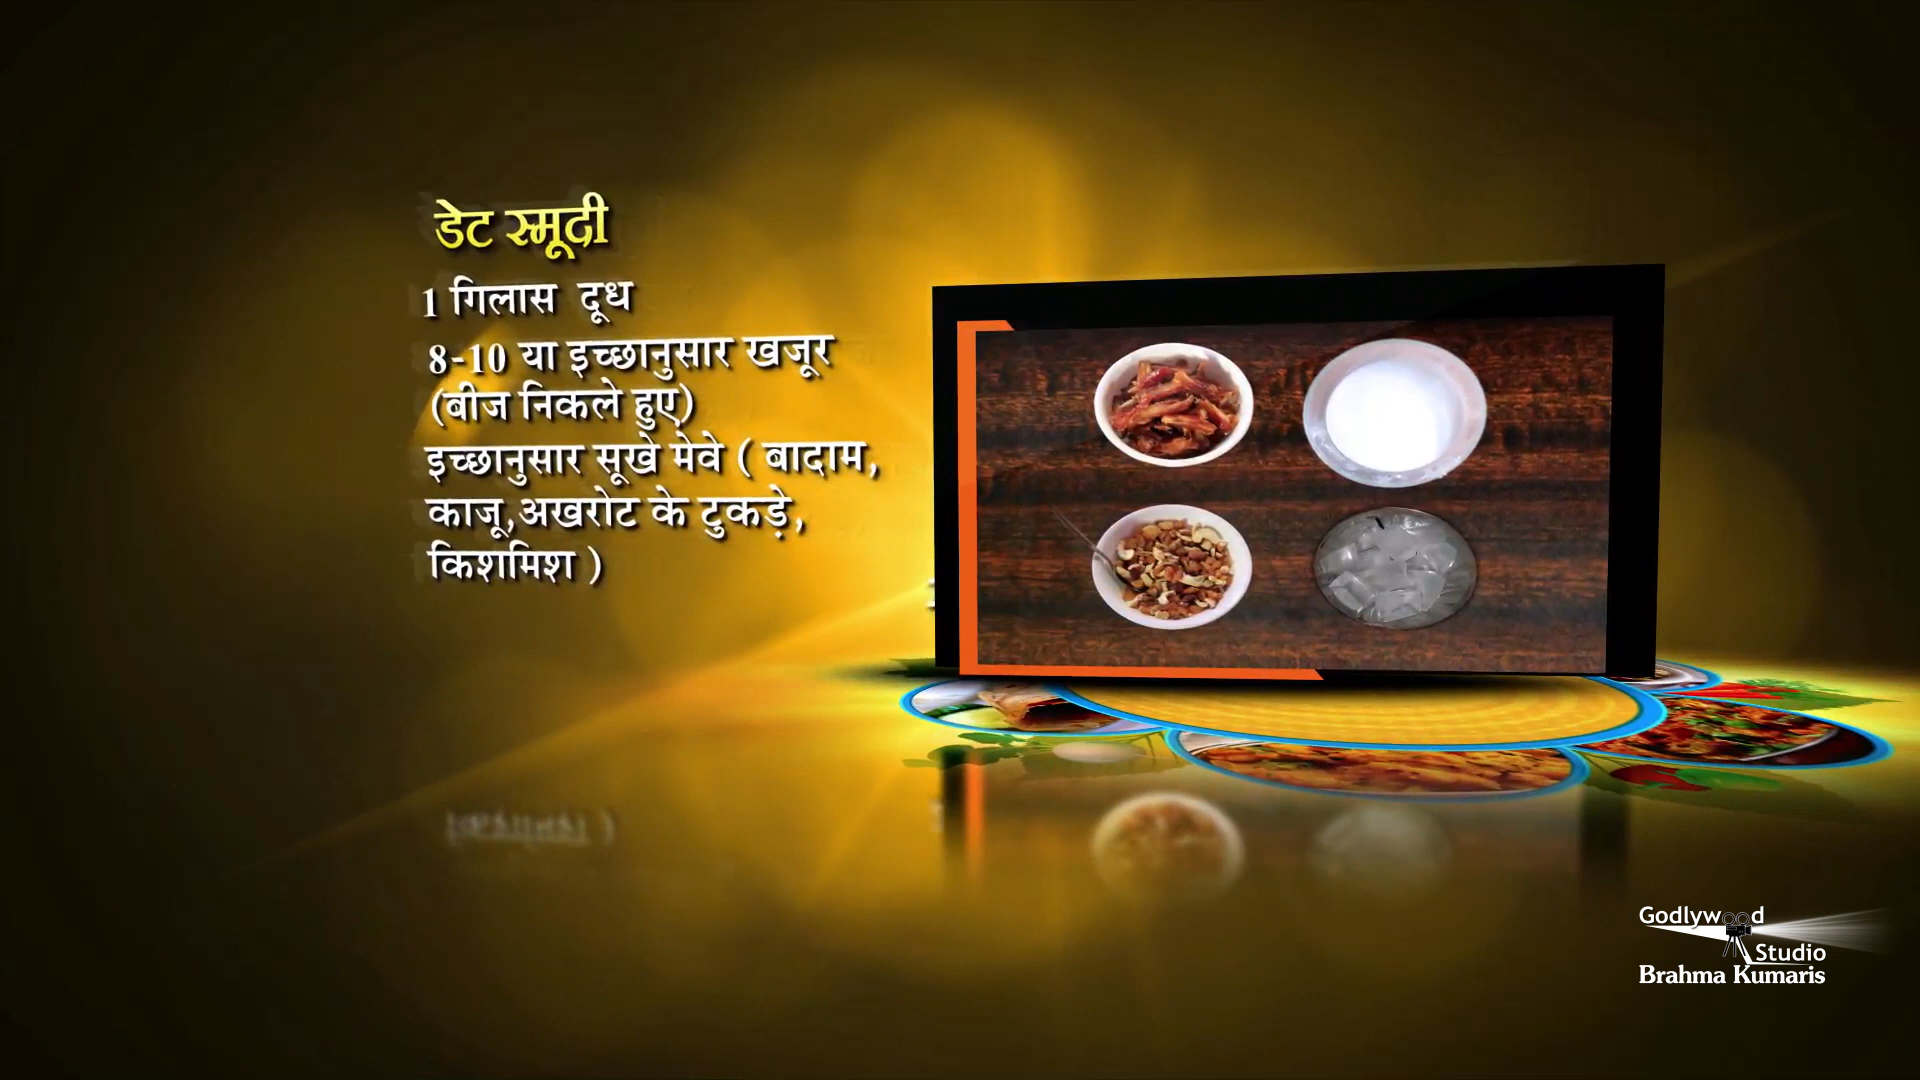 डेट स्मूदी
1 गिलास दूध
8-10 या इच्छानुसार खजूर
(बीज निकले हुए)
इच्छानुसार सूखे मेवे ( बादाम,
काजू,अखरोट के टुकड़े,
किशमिश )
Godlywood
Studio
Brahma Kumaris